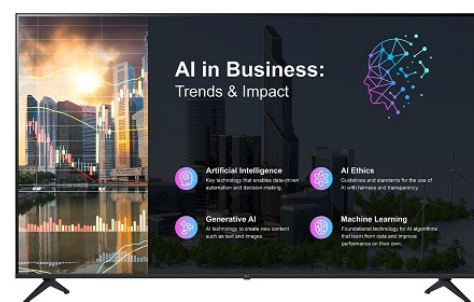 AI in Business:
Trends & Impact
Artificial Intelligence
Key technology that enables data-driven
automation and decision-making.
AI Ethics
Guidelines and standards for the use of
AI with fairness and transparency.
Generative AI
AI technology to create new content
such as text and images.
Machine Learning
Foundational technology for AI algorithms
that learn from data and improve
performance on their own.